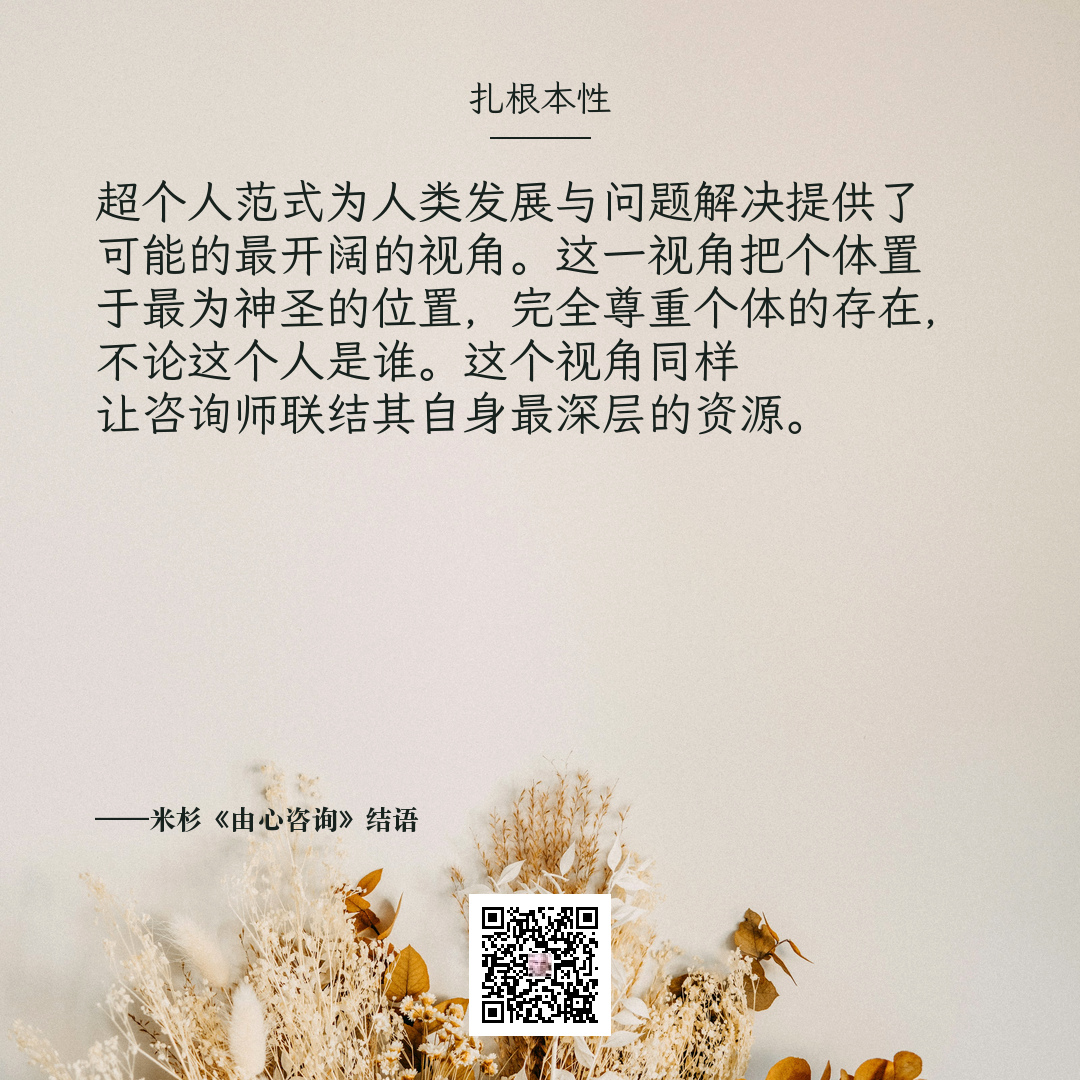 扎根本性
超个人范式为人类发展与问题解决提供了
可能的最开阔的视角。这一视角把个体置
于最为神圣的位置，完全尊重个体的存在，
不论这个人是谁。这个视角同样
让咨询师联结其自身最深层的资源。
——米杉《由心咨询》结语